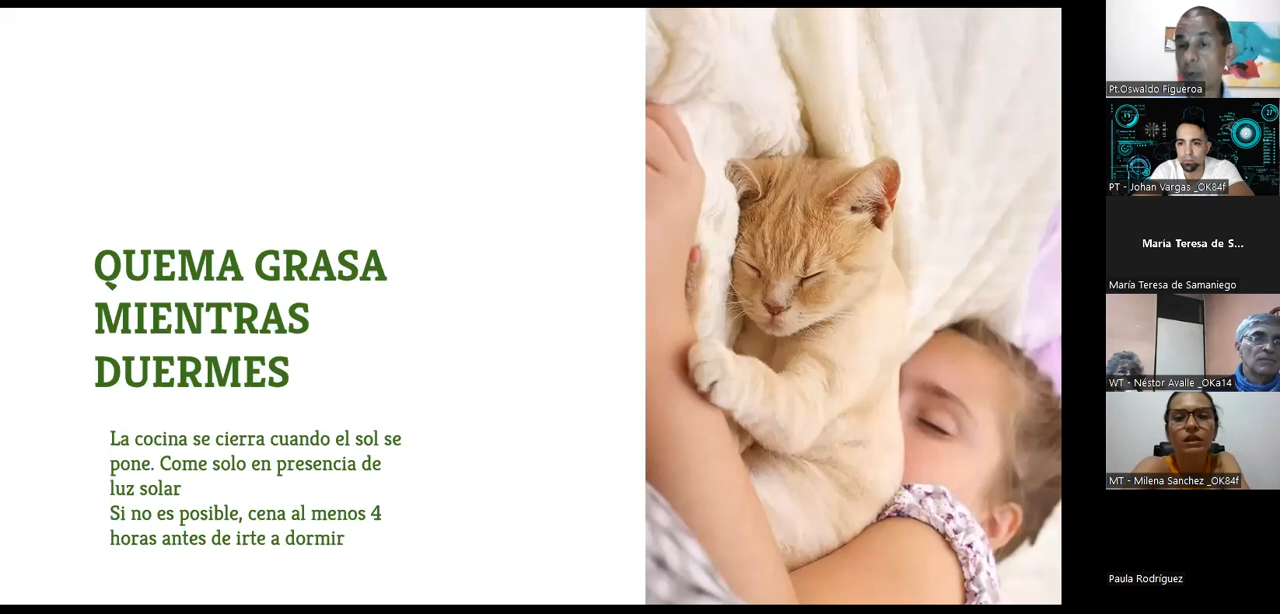 QUEMA GRASA
MIENTRAS
DUERMES
La cocina se cierra cuando el sol se
pone. Come solo en presencia de
luz solar
Si no es posible, cena al menos 4
horas antes de irte a dormir
Pt.Oswaldo Figueroa
PT - Johan Vargas _OK84f
María Teresa de S...
María Teresa de Samaniego
WT - Néstor Avalle _OKa14
MT - Milena Sanchez _OK84f
Paula Rodríguez